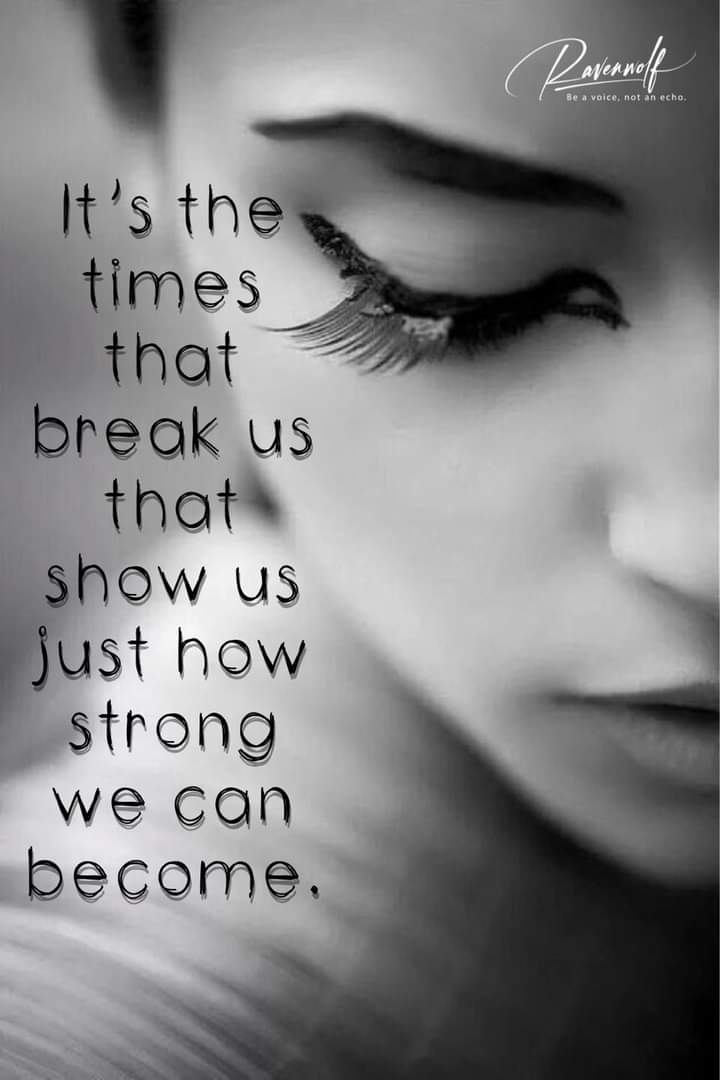 Ravenwolf
Be a voice, not an echo.
It's the
times
that
break us
that
show us
just how
strong
we can
become.